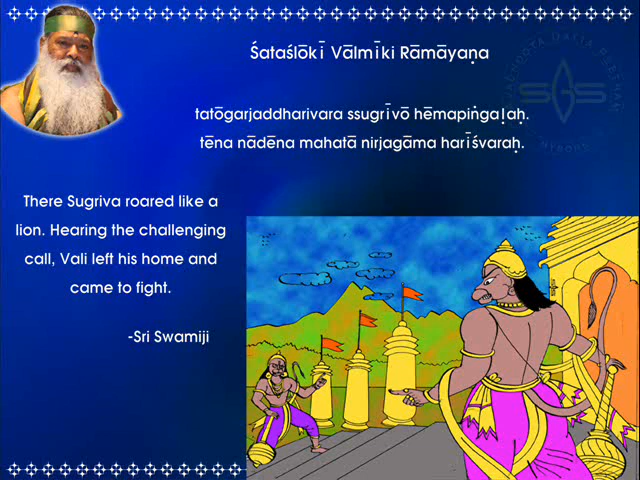 Śataślōkī Vālmīki Rāmāyaṇa
tatōgarjaddharivara ssugrīvō hēmapiṅgaḷaḥ.
tēna nādēna mahatā nirjagāma harīśvaraḥ.
There Sugriva roared like a
lion. Hearing the challenging
call, Vali left his home and
came to fight.
-Sri Swamiji
SGS